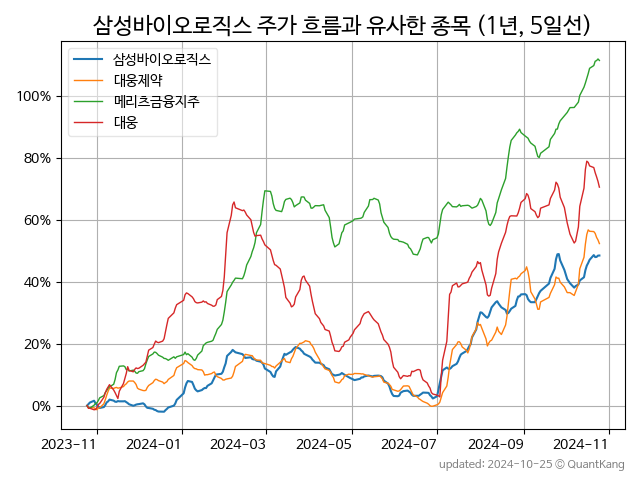 삼성바이오로직스 주가 흐름과 유사한 종목 (1년, 5일선)
삼성바이오로직스
대웅제약
메리츠금융지주
대웅
100%
80%
60%
40%
20%
0%
2023-11 2024-01 2024-03 2024-05 2024-07 2024-09 2024-11
updated: 2024-10-25 © QuantKang